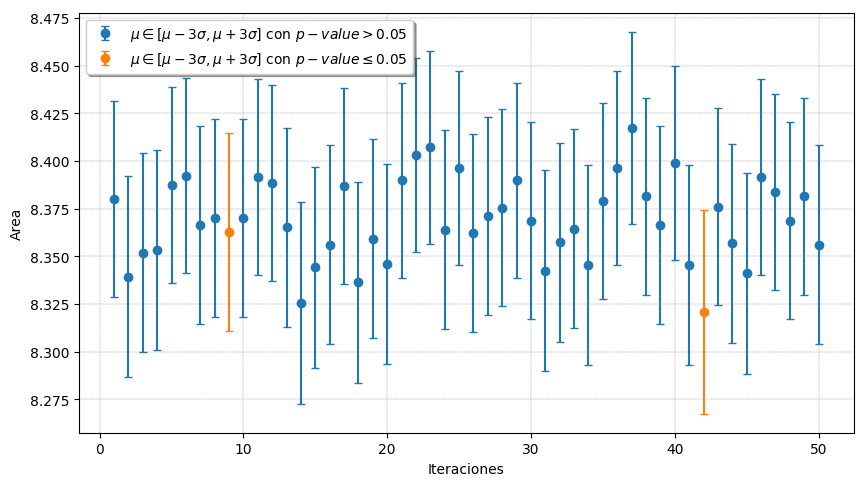 8.475
8.450
8.425
8.400
8.375
8.350
8.325
8.300
8.275
Area
μ ∈ [μ − 3σ, μ + 3σ] con p − value > 0.05
μ ∈ [μ − 3σ, μ + 3σ] con p − value ≤ 0.05
0 10 20 30 40 50
Iteraciones